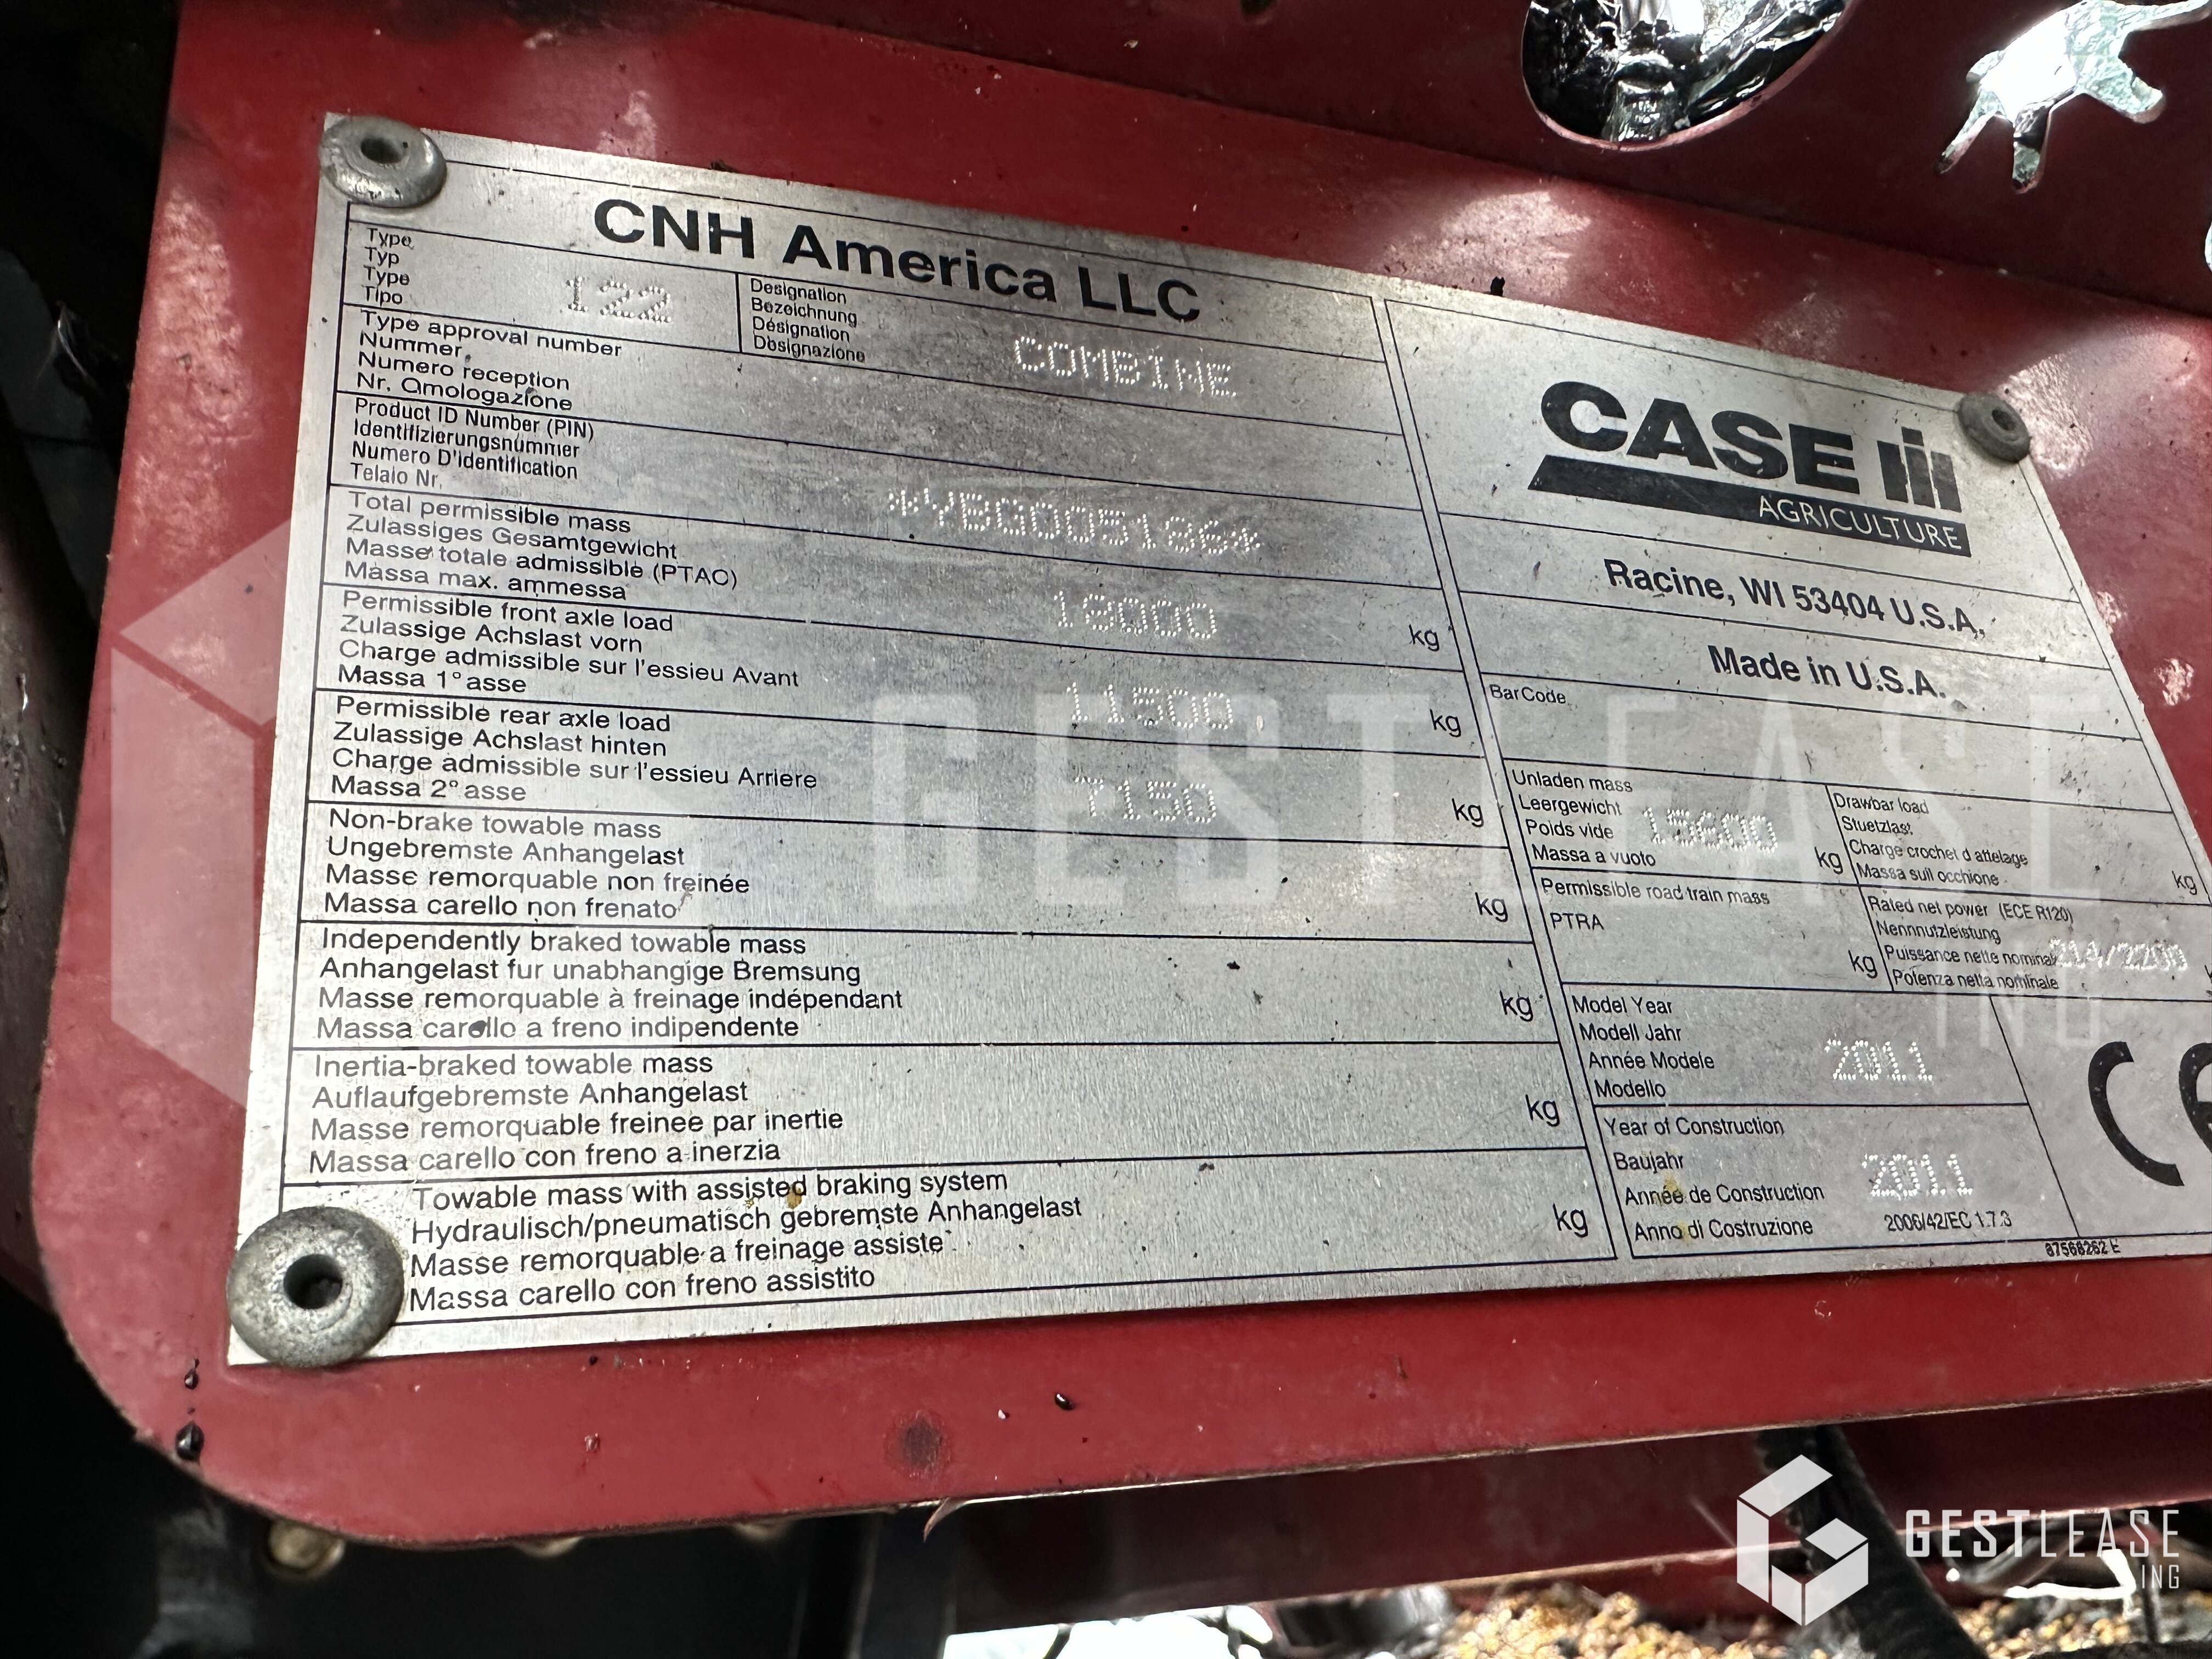 CNH America LLC
Type
Typ
Type
Tipo
122
Designation
Bezeichnung
Désignation
Dosignazione
COMBINE
Type approval number
Nummer
Numero reception
Nr. Omologazione
Product ID Number (PIN)
Identifizierungsnummer
Numero D'identification
Telaio Nr.
*YBG005186*
Total permissible mass
Zulassiges Gesamtgewicht
Masse totale admissible (PTAC)
Massa max. ammessa
18000
kg
Permissible front axle load
Zulassige Achslast vorn
Charge admissible sur l'essieu Avant
Massa 1° asse
11500
kg
Permissible rear axle load
Zulassige Achslast hinten
Charge admissible sur l'essieu Arriere
Massa 2° asse
7150
kg
Non-brake towable mass
Ungebremste Anhangelast
Masse remorquable non freinée
Massa carello non frenato
kg
Independently braked towable mass
Anhangelast fur unabhangige Bremsung
Masse remorquable à freinage indépendant
Massa carello a freno indipendente
kg
Inertia-braked towable mass
Auflaufgebremste Anhangelast
Masse remorquable freinee par inertie
Massa carello con freno a inerzia
kg
Towable mass with assisted braking system
Hydraulisch/pneumatisch gebremste Anhangelast
Masse remorquable a freinage assiste
Massa carello con freno assistito
kg
CASE IH
AGRICULTURE
Racine, WI 53404 U.S.A.
Made in U.S.A.
BarCode
Unladen mass
Leergewicht
Poids vide
Massa a vuoto
15600
kg
Drawbar load
Stuetzlast
Charge crochet d attelage
Massa sull occhione
kg
Permissible road train mass
PTRA
kg
Rated net power (ECE R120)
Nennnutzleistung
Puissance nette nominal
Potenza netta nominale
214/2200
Model Year
Modell Jahr
Année Modele
Modello
2011
Year of Construction
Baujahr
Année de Construction
Anno di Costruzione
2011
2006/42/EC 1.7.3
CE
87568262 E
GESTLEASE
ING
GESTLEASE
ING